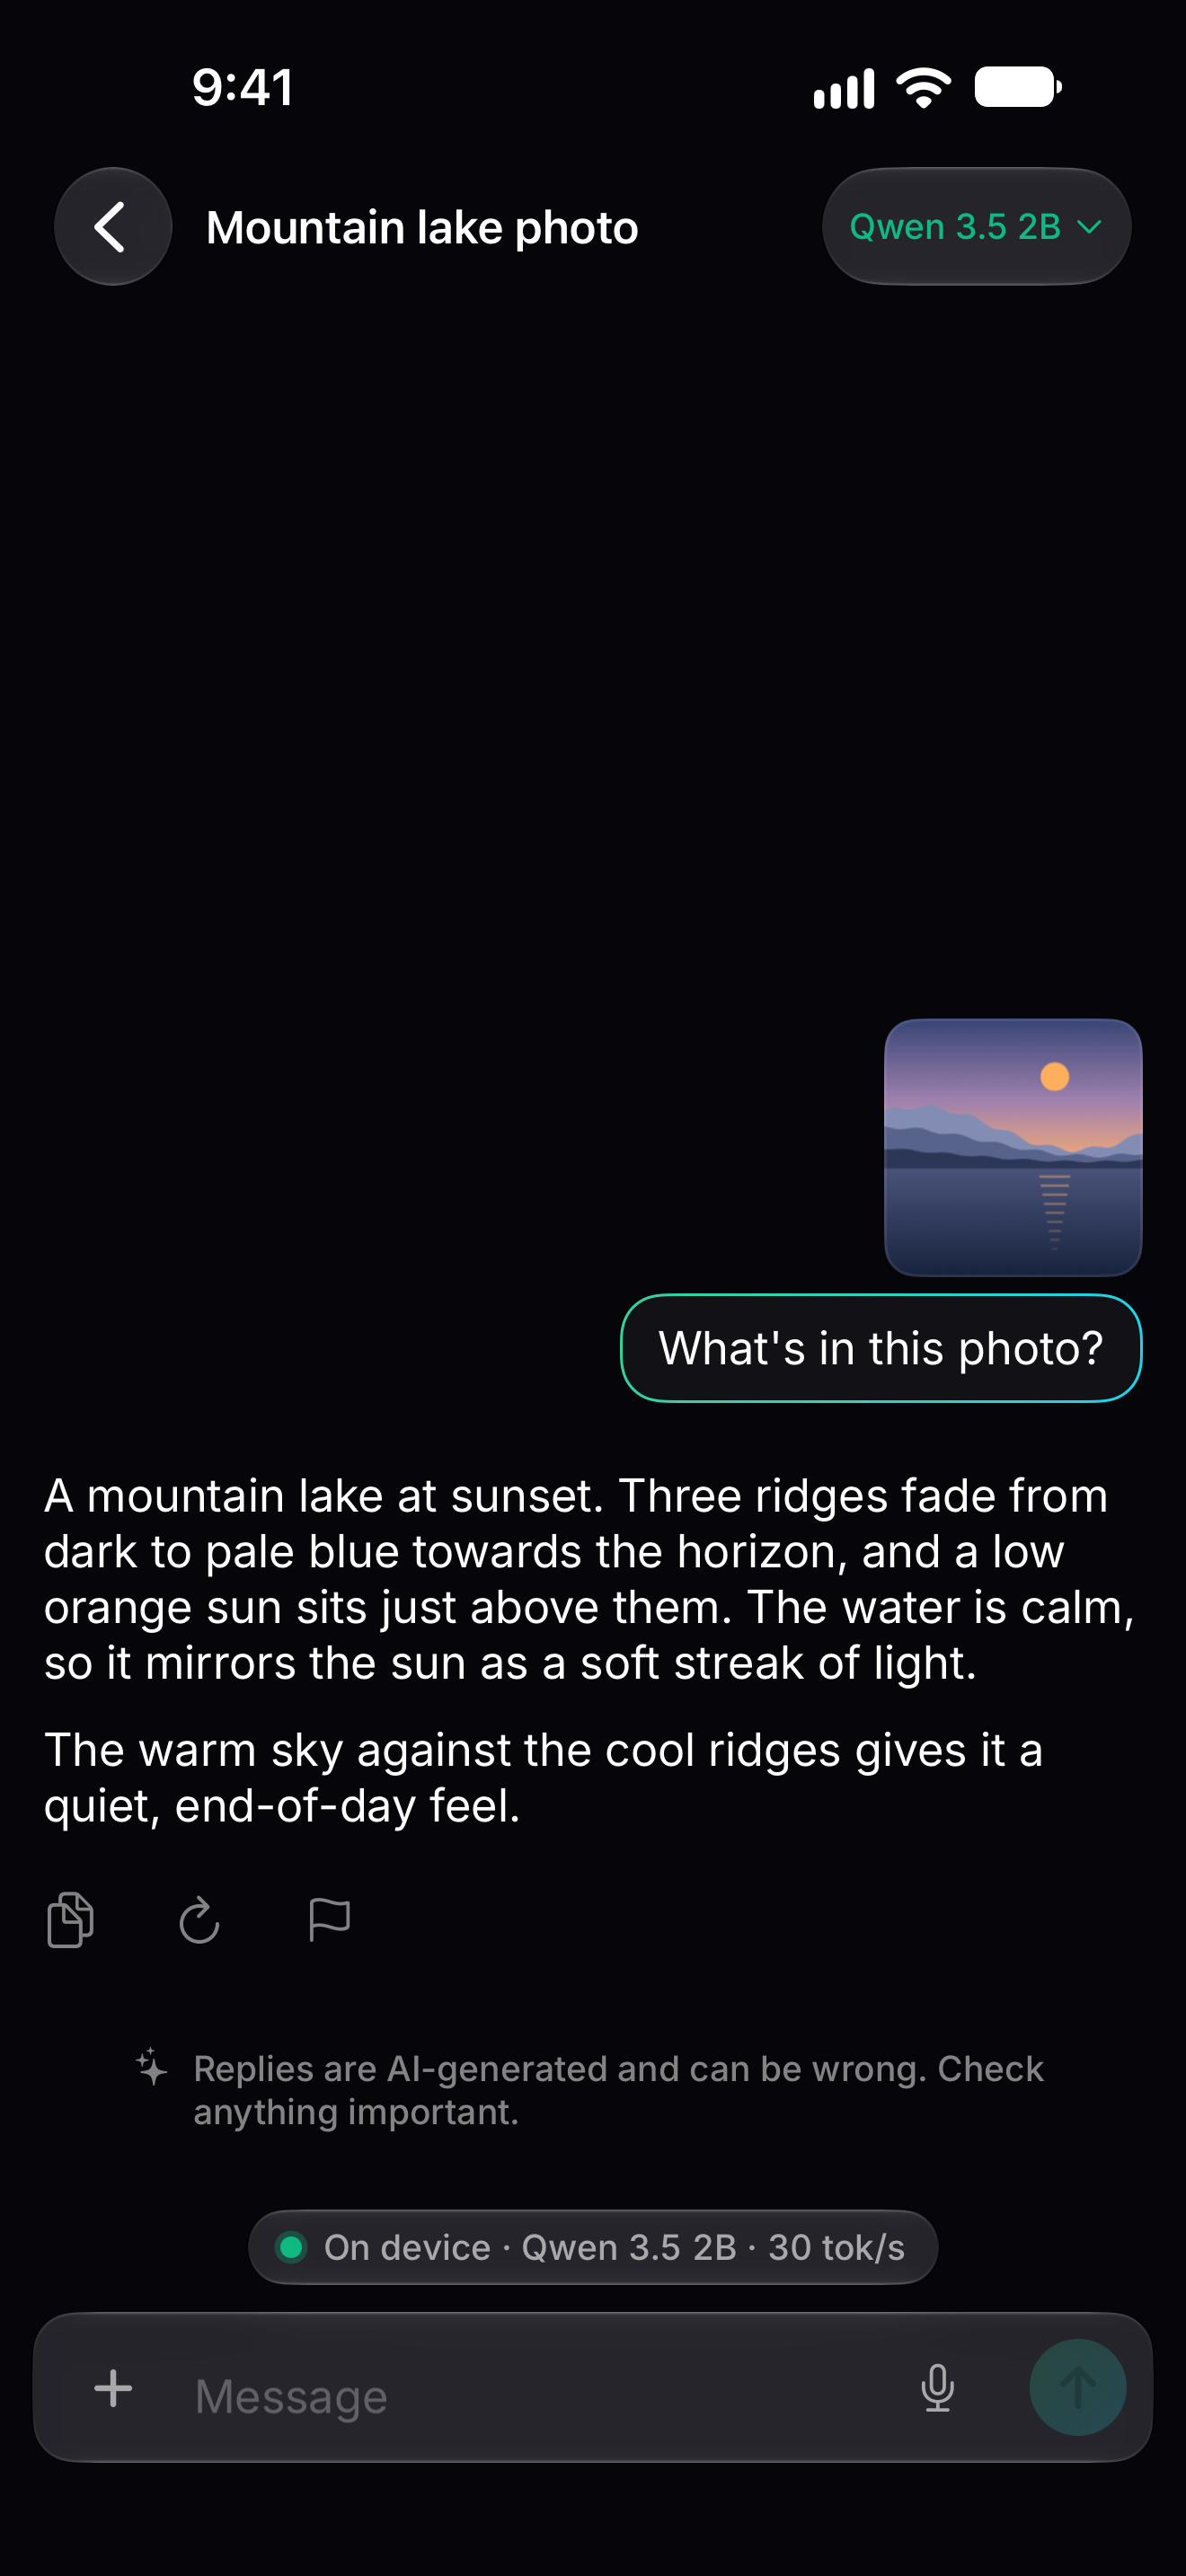 9:41
Mountain lake photo
Qwen 3.5 2B
What's in this photo?
A mountain lake at sunset. Three ridges fade from
dark to pale blue towards the horizon, and a low
orange sun sits just above them. The water is calm,
so it mirrors the sun as a soft streak of light.
The warm sky against the cool ridges gives it a
quiet, end-of-day feel.
Replies are AI-generated and can be wrong. Check
anything important.
On device · Qwen 3.5 2B · 30 tok/s
Message